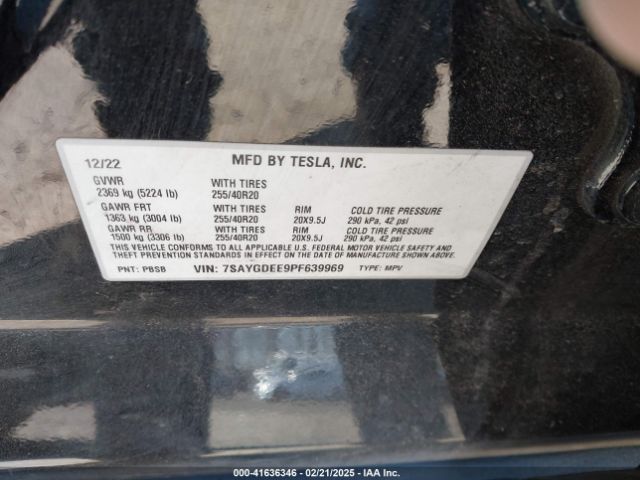 12/22 MFD BY TESLA, INC.
GVWR WITH TIRES
2369 kg (5224 lb) 255/40R20
GAWR FRT WITH TIRES RIM COLD TIRE PRESSURE
1363 kg (3004 lb) 255/40R20 20X9.5J 290 kPa, 42 psi
GAWR RR WITH TIRES RIM COLD TIRE PRESSURE
1500 kg (3306 lb) 255/40R20 20X9.5J 290 kPa, 42 psi
THIS VEHICLE CONFORMS TO ALL APPLICABLE U.S. FEDERAL MOTOR VEHICLE SAFETY AND
THEFT PREVENTION STANDARDS IN EFFECT ON THE DATE OF MANUFACTURE SHOWN ABOVE.
PNT: PBSB VIN: 7SAYGDEE9PF639969 TYPE: MPV
000-41636346 - 02/21/2025 - IAA Inc.